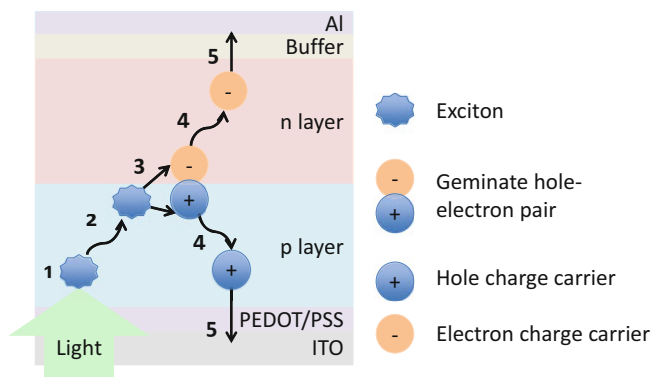 Al
Buffer
5
n layer
4
3
-
-
+
2
4
p layer
1
+
5
PEDOT/PSS
Light
ITO
Exciton
-
+
Geminate hole-
electron pair
+
Hole charge carrier
-
Electron charge carrier